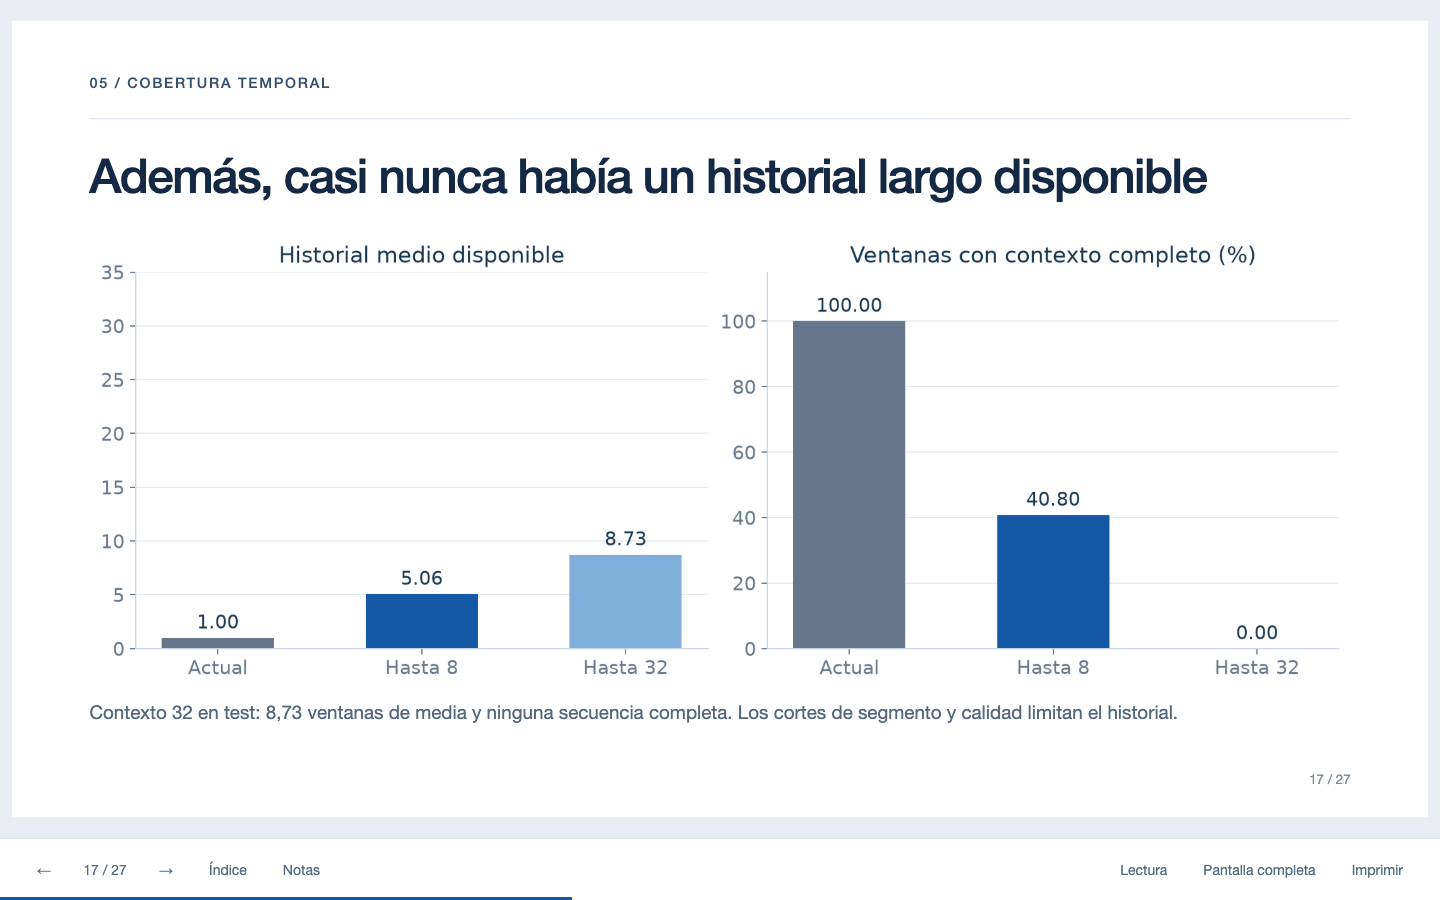 05 / COBERTURA TEMPORAL
Además, casi nunca había un historial largo disponible
Historial medio disponible
35
30
25
20
15
10
5
0
1.00
5.06
8.73
Actual
Hasta 8
Hasta 32
Ventanas con contexto completo (%)
100
80
60
40
20
0
100.00
40.80
0.00
Actual
Hasta 8
Hasta 32
Contexto 32 en test: 8,73 ventanas de media y ninguna secuencia completa. Los cortes de segmento y calidad limitan el historial.
17 / 27
← 17 / 27 → Índice Notas Lectura Pantalla completa Imprimir